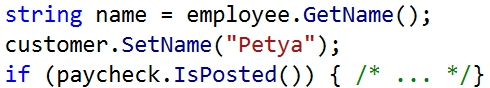 string name = employee.GetName();
customer.SetName("Petya");
if (paycheck.IsPosted()) { /* ... */}